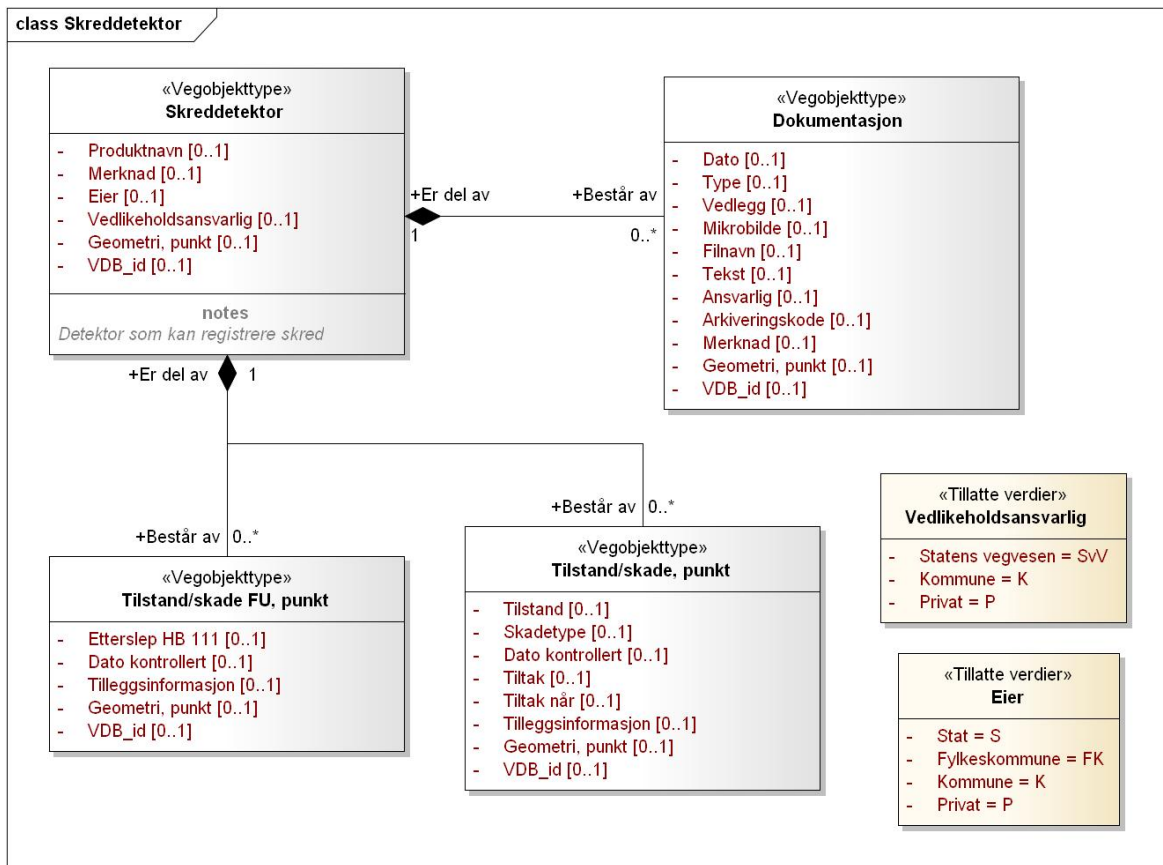 class Skreddetektor
«Vegobjekttype»
Skreddetektor
- Produktnavn [0..1]
- Merknad [0..1]
- Eier [0..1]
- Vedlikeholdsansvarlig [0..1]
- Geometri, punkt [0..1]
- VDB_id [0..1]
notes
Detektor som kan registrere skred
+Er del av
1
+Består av
0..*
«Vegobjekttype»
Dokumentasjon
- Dato [0..1]
- Type [0..1]
- Vedlegg [0..1]
- Mikrobilde [0..1]
- Filnavn [0..1]
- Tekst [0..1]
- Ansvarlig [0..1]
- Arkiveringskode [0..1]
- Merknad [0..1]
- Geometri, punkt [0..1]
- VDB_id [0..1]
+Er del av 1
+Består av 0..*
«Vegobjekttype»
Tilstand/skade FU, punkt
- Etterslep HB 111 [0..1]
- Dato kontrollert [0..1]
- Tilleggsinformasjon [0..1]
- Geometri, punkt [0..1]
- VDB_id [0..1]
+Består av 0..*
«Vegobjekttype»
Tilstand/skade, punkt
- Tilstand [0..1]
- Skadetype [0..1]
- Dato kontrollert [0..1]
- Tiltak [0..1]
- Tiltak når [0..1]
- Tilleggsinformasjon [0..1]
- Geometri, punkt [0..1]
- VDB_id [0..1]
«Tillatte verdier»
Vedlikeholdsansvarlig
- Statens vegvesen = SvV
- Kommune = K
- Privat = P
«Tillatte verdier»
Eier
- Stat = S
- Fylkeskommune = FK
- Kommune = K
- Privat = P